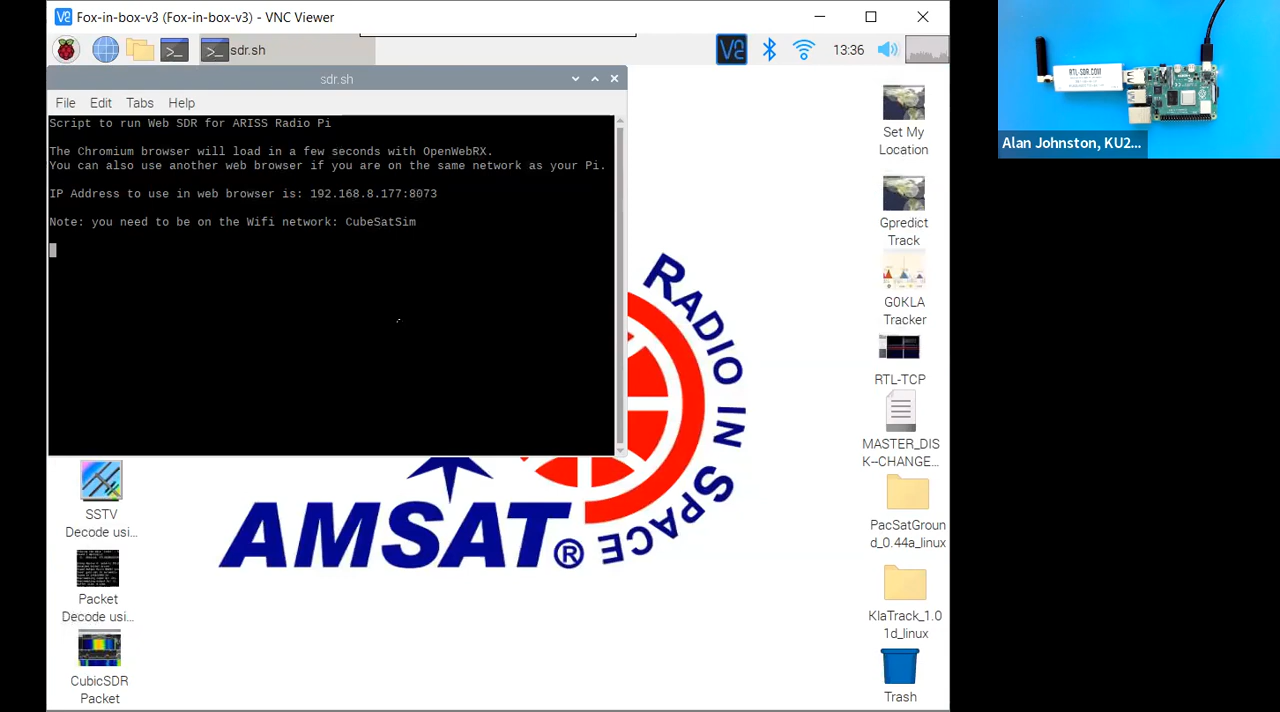 Fox-in-box-v3 (Fox-in-box-v3) - VNC Viewer
sdr.sh
13:36
sdr.sh
File Edit Tabs Help
Script to run Web SDR for ARISS Radio Pi
The Chromium browser will load in a few seconds with OpenWebRX.
You can also use another web browser if you are on the same network as your Pi.
IP Address to use in web browser is: 192.168.8.177:8073
Note: you need to be on the Wifi network: CubeSatSim
Set My
Location
Gpredict
Track
G0KLA
Tracker
RTL-TCP
MASTER_DIS
K--CHANGE...
PacSatGroun
d_0.44a_linux
KlaTrack_1.0
1d_linux
Trash
SSTV
Decode usi...
Packet
Decode usi...
CubicSDR
Packet
RADIO IN SPACE
AMSAT®
RTL-SDR.COM
Alan Johnston, KU2...